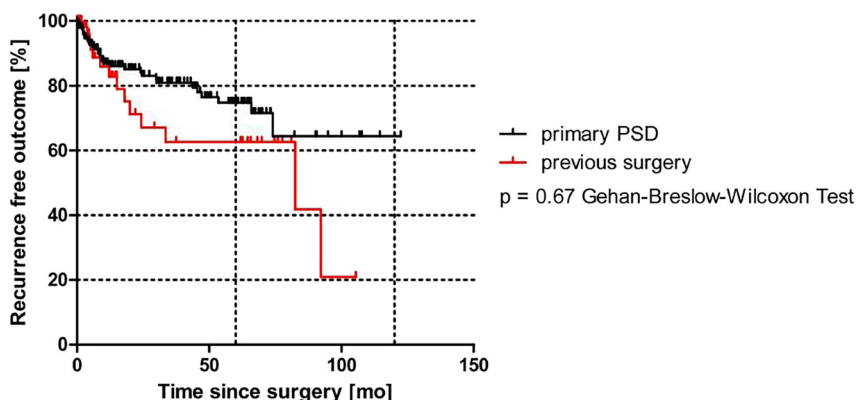 Recurrence free outcome [%]
100
80
60
40
20
0
0 50 100 150
Time since surgery [mo]
primary PSD
previous surgery
p = 0.67 Gehan-Breslow-Wilcoxon Test